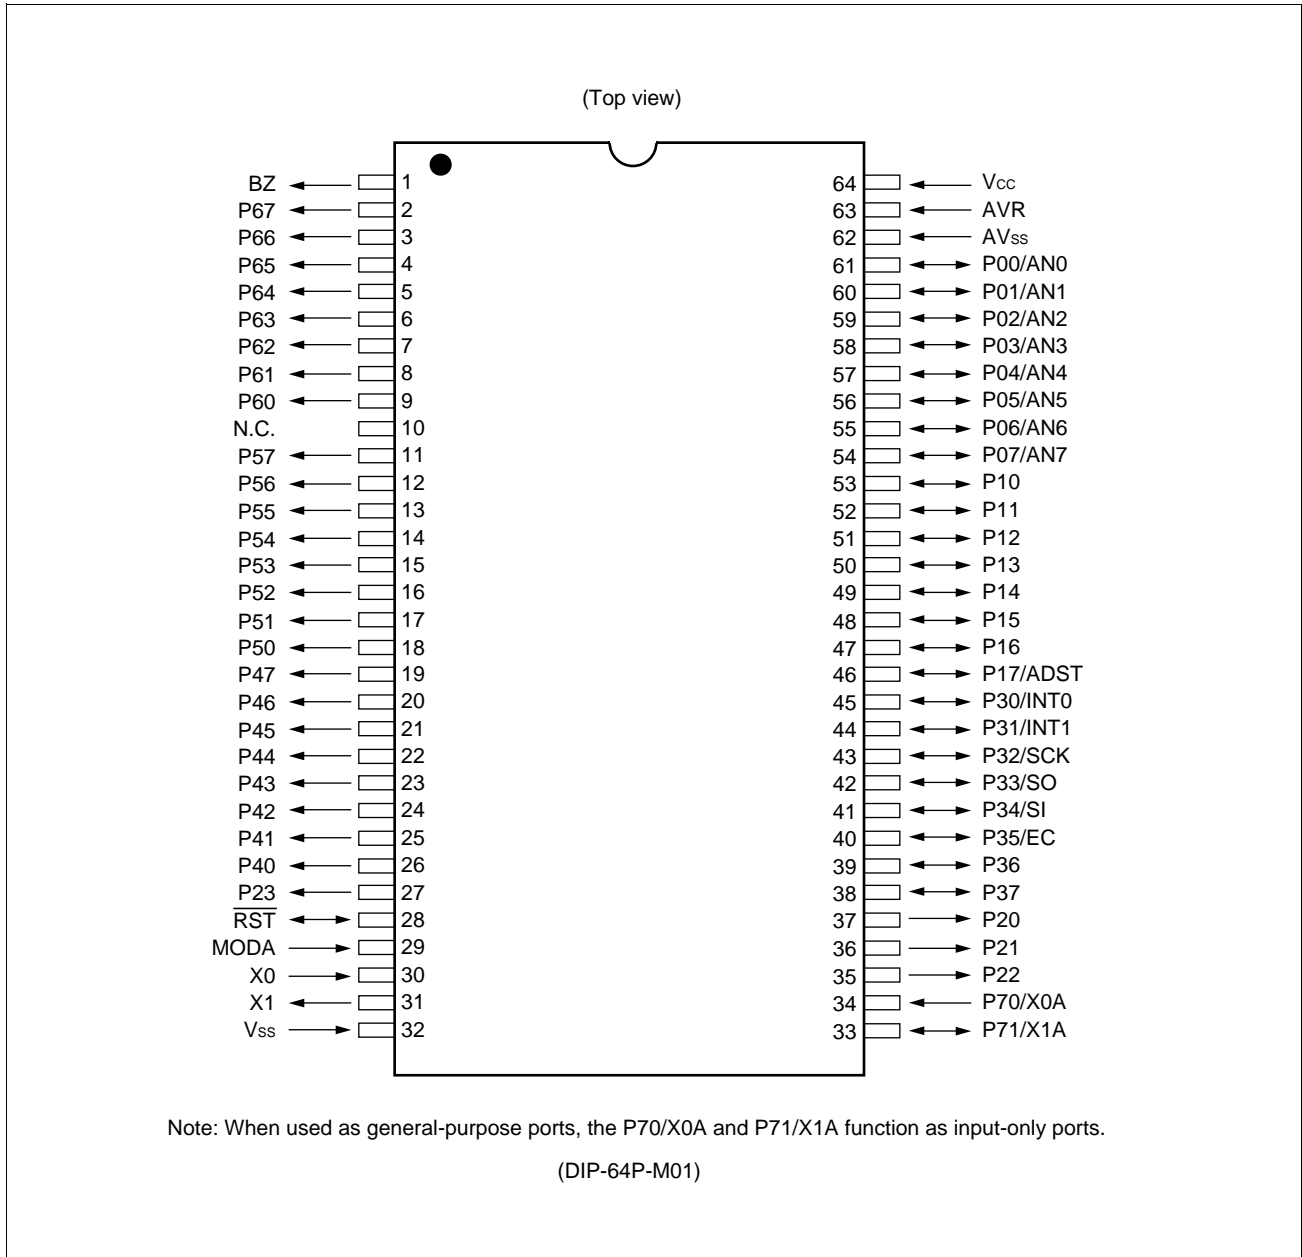 (Top view)
BZ 1 64 Vcc
P67 2 63 AVR
P66 3 62 AVss
P65 4 61 P00/AN0
P64 5 60 P01/AN1
P63 6 59 P02/AN2
P62 7 58 P03/AN3
P61 8 57 P04/AN4
P60 9 56 P05/AN5
N.C. 10 55 P06/AN6
P57 11 54 P07/AN7
P56 12 53 P10
P55 13 52 P11
P54 14 51 P12
P53 15 50 P13
P52 16 49 P14
P51 17 48 P15
P50 18 47 P16
P47 19 46 P17/ADST
P46 20 45 P30/INT0
P45 21 44 P31/INT1
P44 22 43 P32/SCK
P43 23 42 P33/SO
P42 24 41 P34/SI
P41 25 40 P35/EC
P40 26 39 P36
P23 27 38 P37
R̅S̅T̅ 28 37 P20
MODA 29 36 P21
X0 30 35 P22
X1 31 34 P70/X0A
Vss 32 33 P71/X1A
Note: When used as general-purpose ports, the P70/X0A and P71/X1A function as input-only ports.
(DIP-64P-M01)